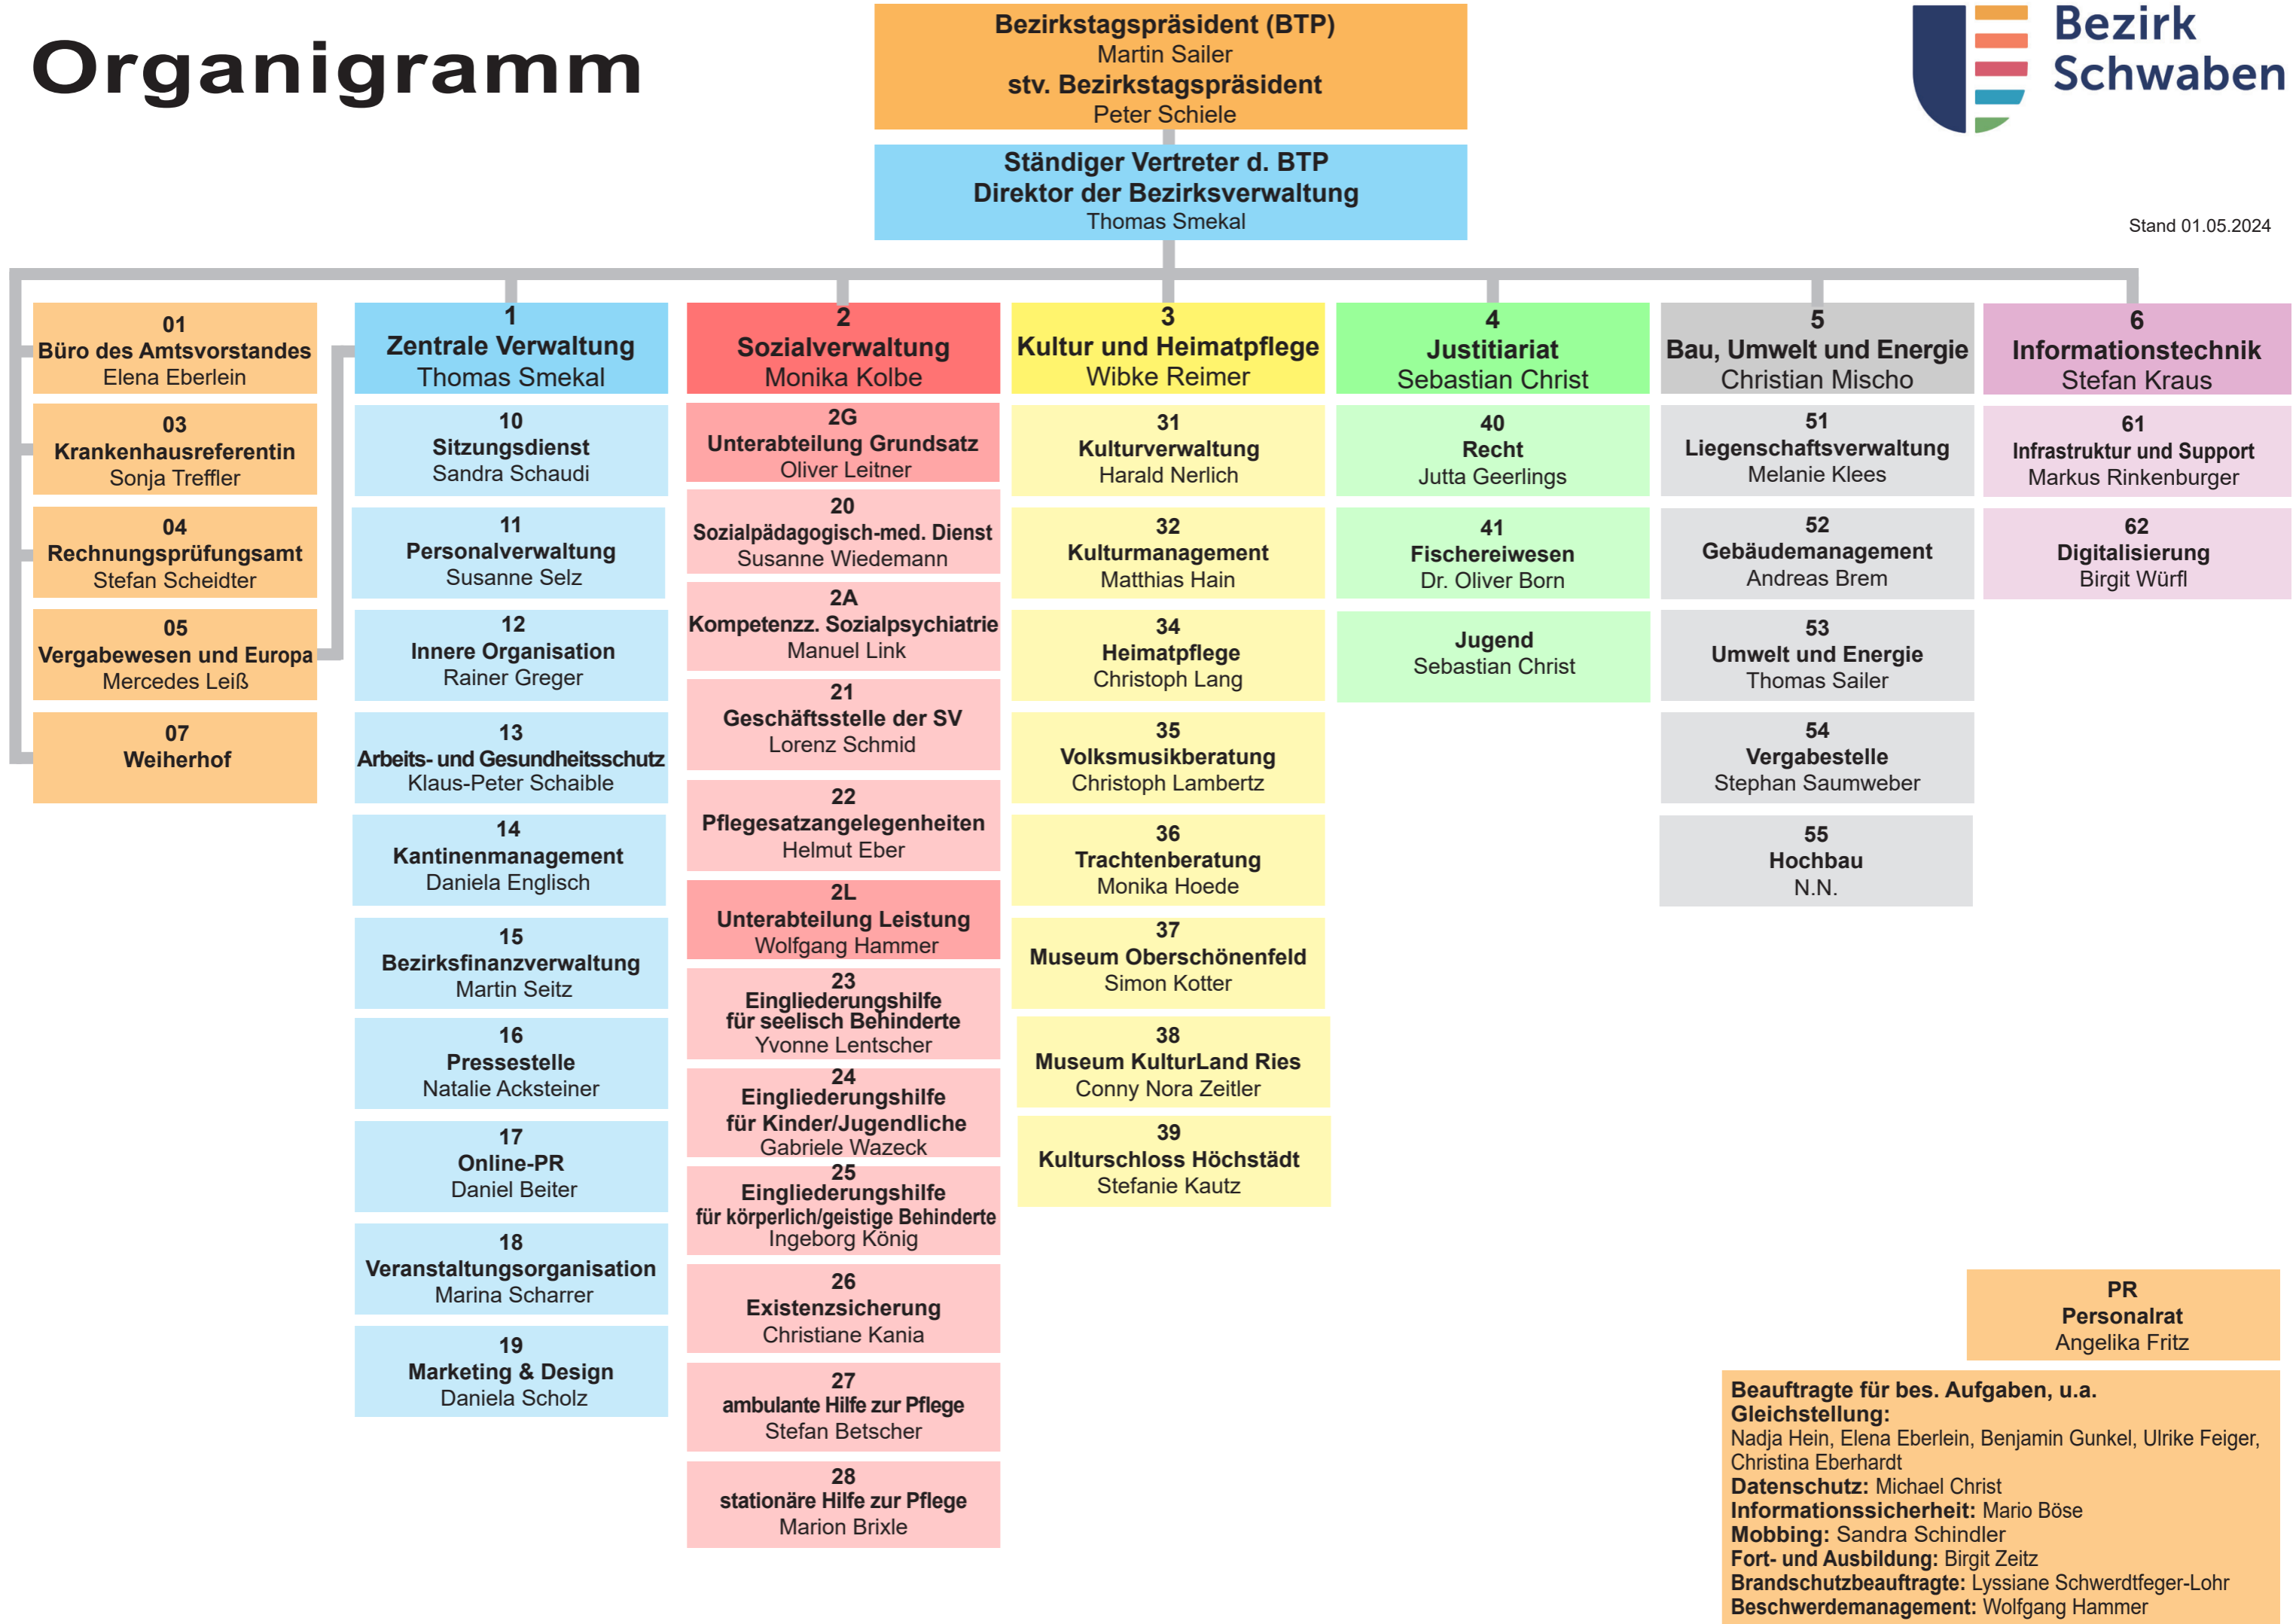 Organigramm
Bezirkstagspräsident (BTP)
Martin Sailer
stv. Bezirkstagspräsident
Peter Schiele
Bezirk
Schwaben
Ständiger Vertreter d. BTP
Direktor der Bezirksverwaltung
Thomas Smekal
Stand 01.05.2024
01
Büro des Amtsvorstandes
Elena Eberlein
03
Krankenhausreferentin
Sonja Treffler
04
Rechnungsprüfungsamt
Stefan Scheidter
05
Vergabewesen und Europa
Mercedes Leiß
07
Weiherhof
1
Zentrale Verwaltung
Thomas Smekal
10
Sitzungsdienst
Sandra Schaudi
11
Personalverwaltung
Susanne Selz
12
Innere Organisation
Rainer Greger
13
Arbeits- und Gesundheitsschutz
Klaus-Peter Schaible
14
Kantinenmanagement
Daniela Englisch
15
Bezirksfinanzverwaltung
Martin Seitz
16
Pressestelle
Natalie Acksteiner
17
Online-PR
Daniel Beiter
18
Veranstaltungsorganisation
Marina Scharrer
19
Marketing & Design
Daniela Scholz
2
Sozialverwaltung
Monika Kolbe
2G
Unterabteilung Grundsatz
Oliver Leitner
20
Sozialpädagogisch-med. Dienst
Susanne Wiedemann
2A
Kompetenzz. Sozialpsychiatrie
Manuel Link
21
Geschäftsstelle der SV
Lorenz Schmid
22
Pflegesatzangelegenheiten
Helmut Eber
2L
Unterabteilung Leistung
Wolfgang Hammer
23
Eingliederungshilfe
für seelisch Behinderte
Yvonne Lentscher
24
Eingliederungshilfe
für Kinder/Jugendliche
Gabriele Wazeck
25
Eingliederungshilfe
für körperlich/geistige Behinderte
Ingeborg König
26
Existenzsicherung
Christiane Kania
27
ambulante Hilfe zur Pflege
Stefan Betscher
28
stationäre Hilfe zur Pflege
Marion Brixle
3
Kultur und Heimatpflege
Wibke Reimer
31
Kulturverwaltung
Harald Nerlich
32
Kulturmanagement
Matthias Hain
34
Heimatpflege
Christoph Lang
35
Volksmusikberatung
Christoph Lambertz
36
Trachtenberatung
Monika Hoede
37
Museum Oberschönenfeld
Simon Kotter
38
Museum KulturLand Ries
Conny Nora Zeitler
39
Kulturschloss Höchstädt
Stefanie Kautz
4
Justitiariat
Sebastian Christ
40
Recht
Jutta Geerlings
41
Fischereiwesen
Dr. Oliver Born
Jugend
Sebastian Christ
5
Bau, Umwelt und Energie
Christian Mischo
51
Liegenschaftsverwaltung
Melanie Klees
52
Gebäudemanagement
Andreas Brem
53
Umwelt und Energie
Thomas Sailer
54
Vergabestelle
Stephan Saumweber
55
Hochbau
N.N.
6
Informationstechnik
Stefan Kraus
61
Infrastruktur und Support
Markus Rinkenburger
62
Digitalisierung
Birgit Würfl
PR
Personalrat
Angelika Fritz
Beauftragte für bes. Aufgaben, u.a.
Gleichstellung:
Nadja Hein, Elena Eberlein, Benjamin Gunkel, Ulrike Feiger,
Christina Eberhardt
Datenschutz: Michael Christ
Informationssicherheit: Mario Böse
Mobbing: Sandra Schindler
Fort- und Ausbildung: Birgit Zeitz
Brandschutzbeauftragte: Lyssiane Schwerdtfeger-Lohr
Beschwerdemanagement: Wolfgang Hammer